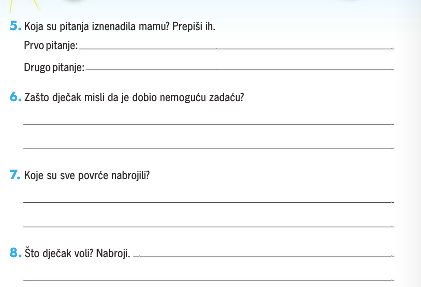 5. Koja su pitanja iznenadila mamu? Prepiši ih.
Prvo pitanje:
Drugo pitanje:
6. Zašto dječak misli da je dobio nemoguću zadaću?
7. Koje su sve povrće nabrojili?
8. Što dječak voli? Nabroji.